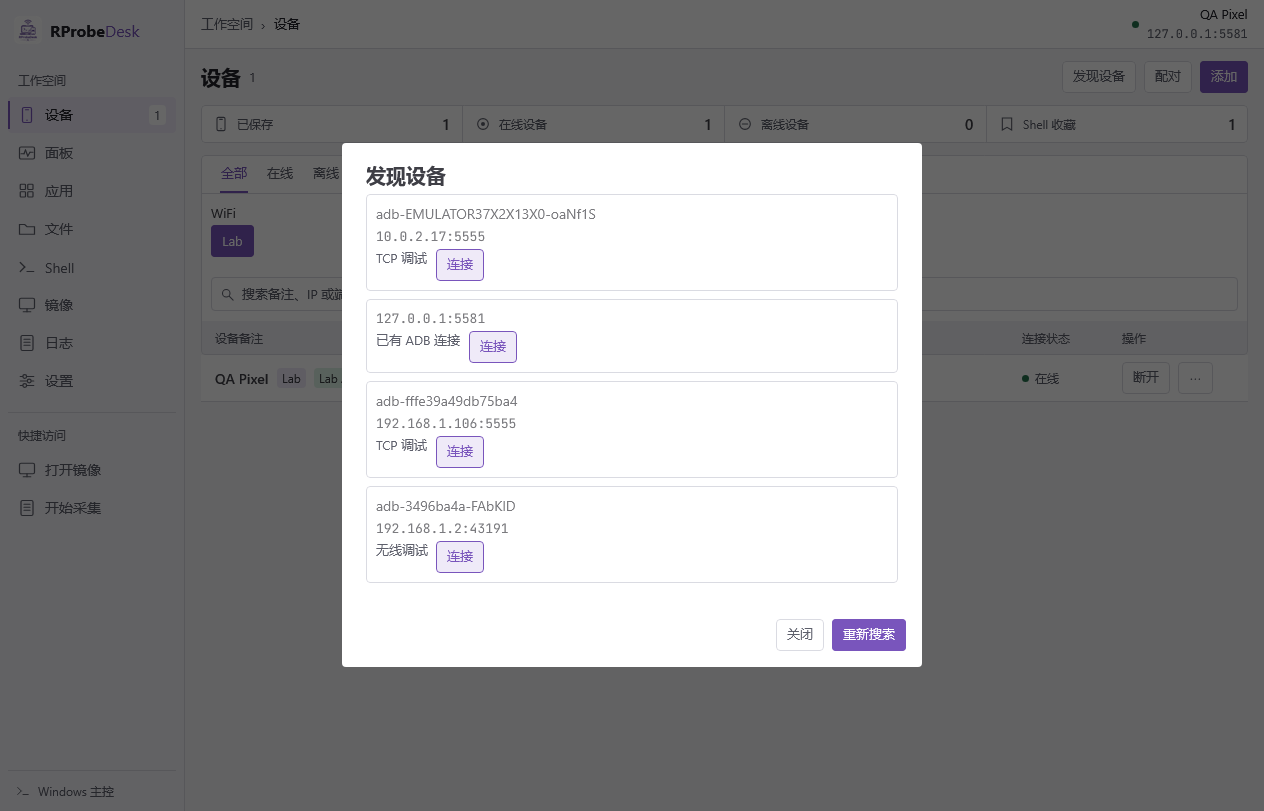 RProbeDesk
工作空间
设备 1
面板
应用
文件
Shell
镜像
日志
设置
快捷访问
打开镜像
开始采集
Windows 主控
工作空间 › 设备
QA Pixel
127.0.0.1:5581
设备 1
发现设备 配对 添加
已保存 1
在线设备 1
离线设备 0
Shell 收藏 1
全部 在线 离线
WiFi
Lab
搜索备注、IP 或
设备备注 连接状态 操作
QA Pixel Lab Lab 在线 断开 ...
发现设备
adb-EMULATOR37X2X13X0-oaNf1S
10.0.2.17:5555
TCP 调试 连接
127.0.0.1:5581
已有 ADB 连接 连接
adb-fffe39a49db75ba4
192.168.1.106:5555
TCP 调试 连接
adb-3496ba4a-FAbKID
192.168.1.2:43191
无线调试 连接
关闭 重新搜索